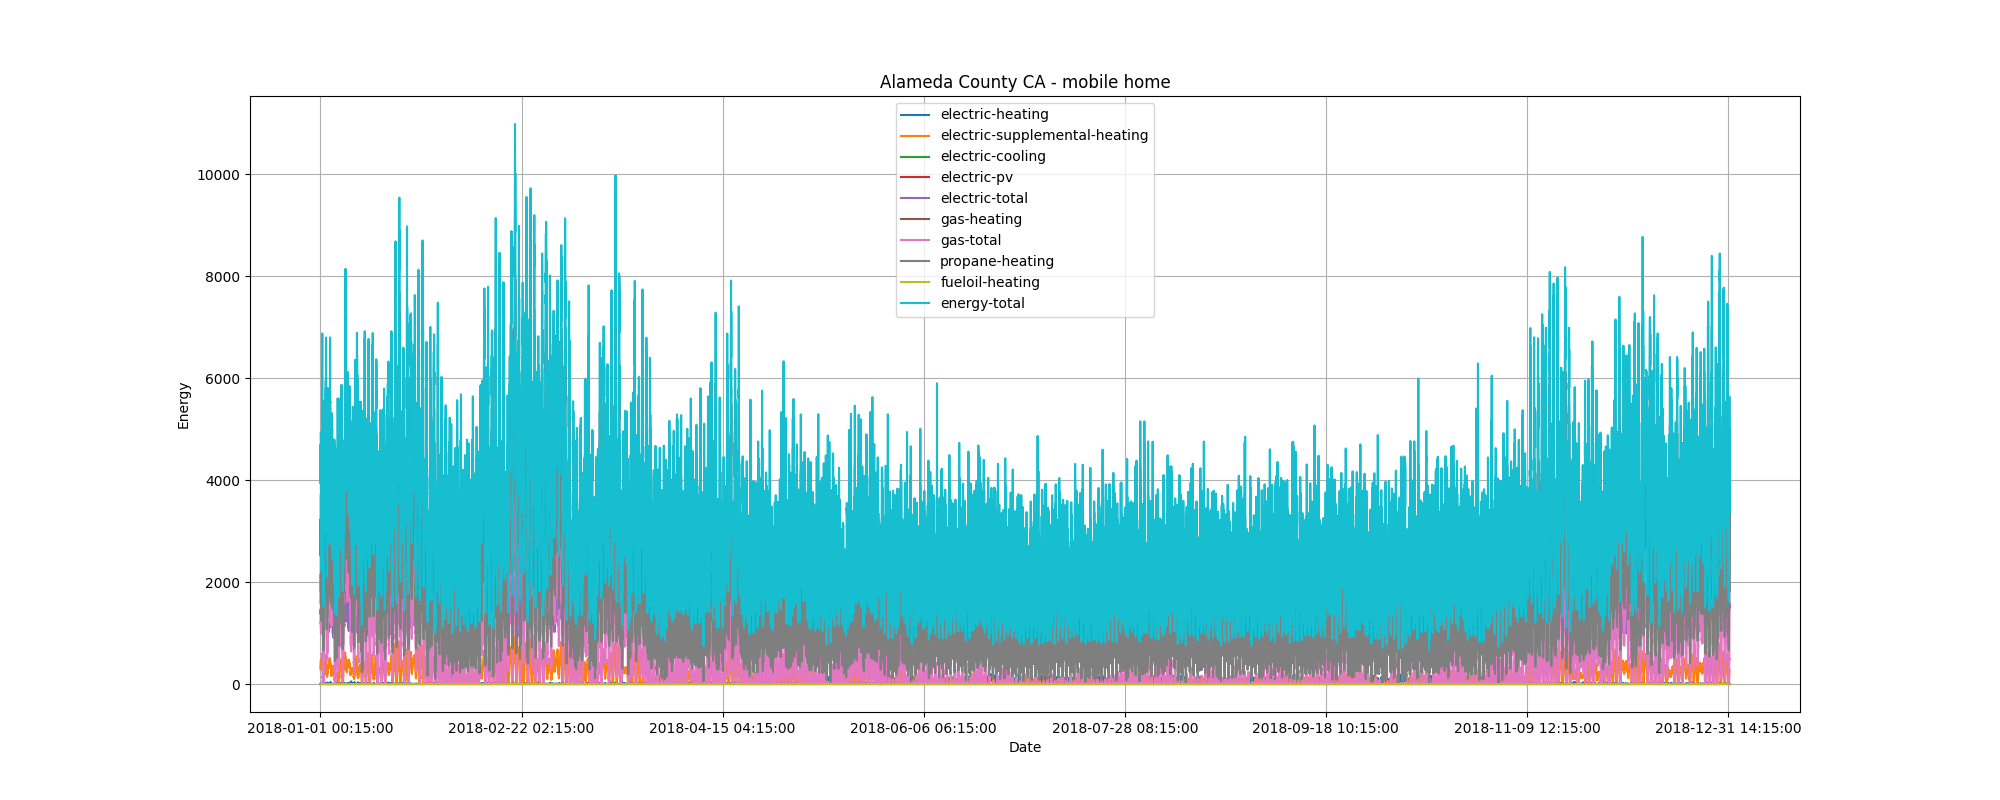 Alameda County CA - mobile home
electric-heating
electric-supplemental-heating
electric-cooling
electric-pv
electric-total
gas-heating
gas-total
propane-heating
fueloil-heating
energy-total
10000
8000
6000
4000
2000
0
Energy
2018-01-01 00:15:00 2018-02-22 02:15:00 2018-04-15 04:15:00 2018-06-06 06:15:00 2018-07-28 08:15:00 2018-09-18 10:15:00 2018-11-09 12:15:00 2018-12-31 14:15:00
Date